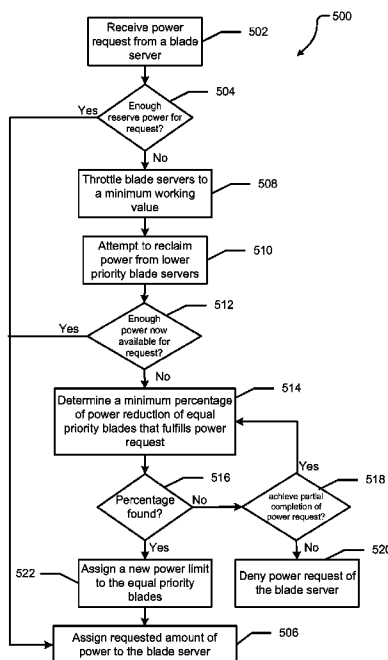 500
Receive power
request from a blade
server
502
504
Yes
Enough
reserve power for
request?
No
Throttle blade servers to
a minimum working
value
508
Attempt to reclaim
power from lower
priority blade servers
510
512
Yes
Enough
power now
available for
request?
No
514
Determine a minimum percentage
of power reduction of equal
priority blades that fulfills power
request
516
Percentage
found?
No
Yes
518
achieve partial
completion of
power request?
Yes
No
520
522
Assign a new power limit
to the equal priority
blades
Deny power request of
the blade server
Assign requested amount of
power to the blade server
506